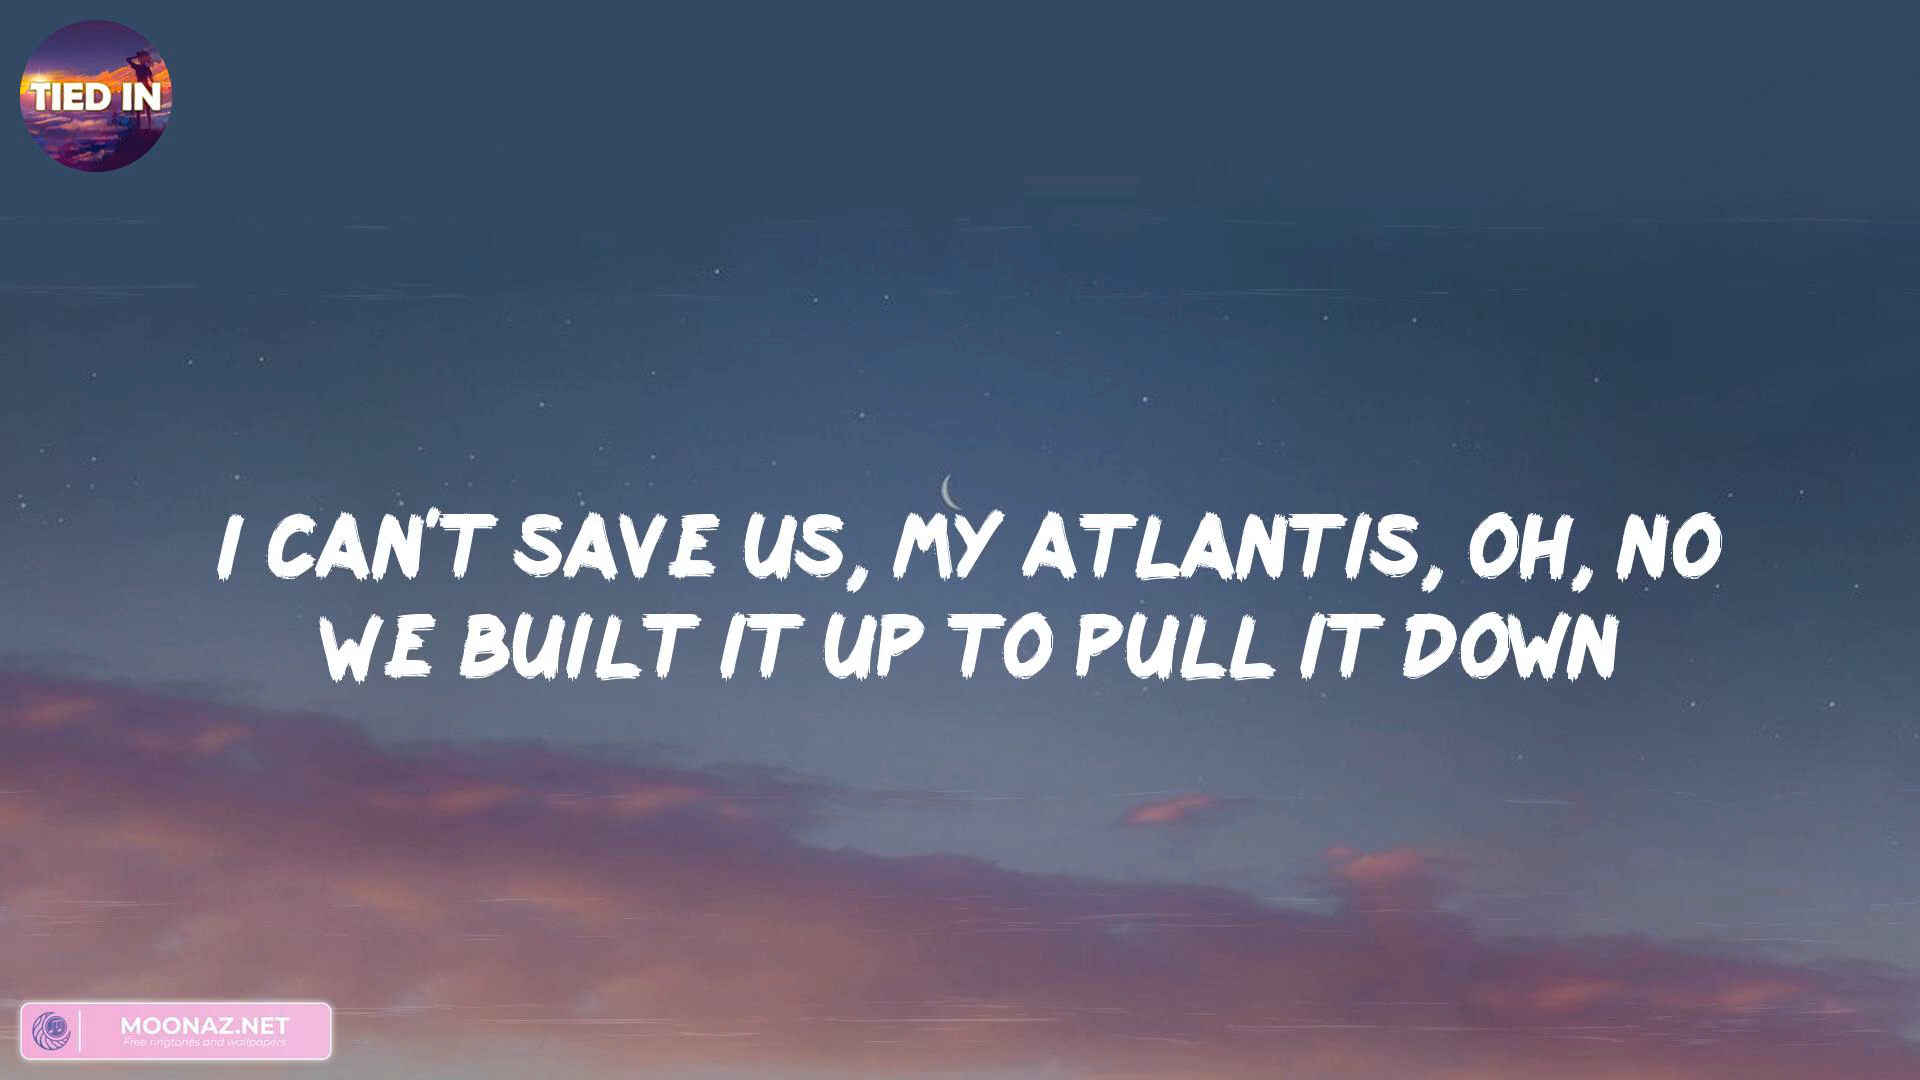 TIED IN
I CAN'T SAVE US, MY ATLANTIS, OH, NO
WE BUILT IT UP TO PULL IT DOWN
MOONAZ.NET
Free ringtones and wallpapers